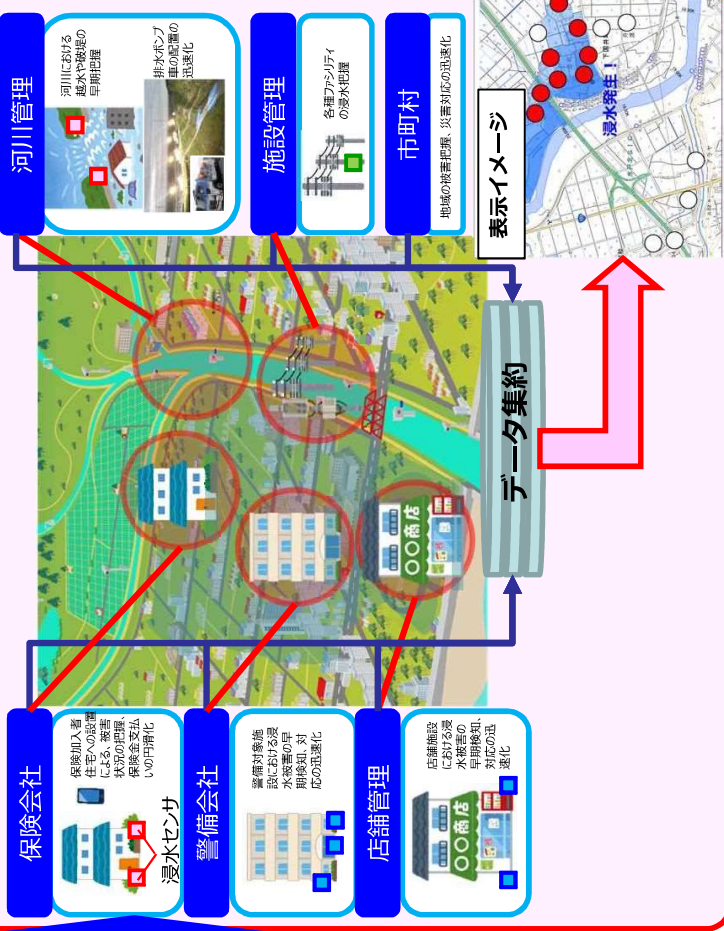 保険会社
保険加入者
住宅への設置
による、被害
状況の把握、
保険金支払
いの円滑化
浸水センサ
警備会社
警備対象施
設における浸
水被害の早
期検知、対
応の迅速化
店舗管理
店舗施設
における浸
水被害の
早期検知、
対応の迅
速化
〇〇商店
〇〇商店
河川管理
河川における
越水や破堤の
早期把握
排水ポンプ
車の配置の
迅速化
施設管理
各種ファシリティ
の浸水把握
市町村
地域の被害把握、災害対応の迅速化
データ集約
表示イメージ
浸水発生！